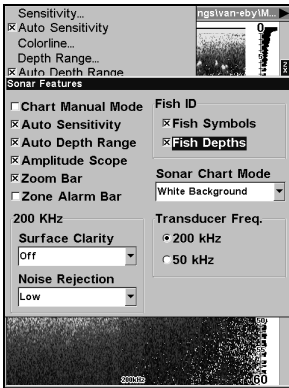 Sensitivity...
Auto Sensitivity
Colorline...
Depth Range...
Auto Depth Range
ngs\van-eby\M...
0
Sonar Features
Chart Manual Mode
Auto Sensitivity
Auto Depth Range
Amplitude Scope
Zoom Bar
Zone Alarm Bar
Fish ID
Fish Symbols
Fish Depths
Sonar Chart Mode
White Background
200 KHz
Surface Clarity
Off
Noise Rejection
Low
Transducer Freq.
200 kHz
50 kHz
200kHz
60